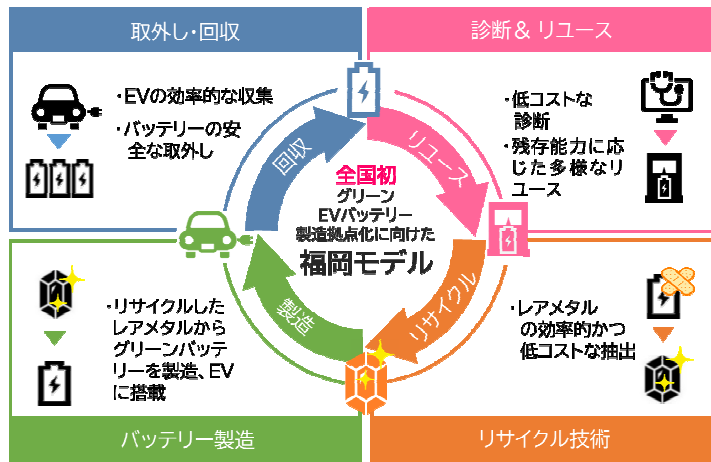 取外し・回収
・EVの効率的な収集
・バッテリーの安
全な取外し
診断＆リユース
・低コストな
診断
・残存能力に応
じた多様なリ
ユース
回収
リユース
全国初
グリーン
EVバッテリー
製造拠点化に向けた
福岡モデル
製造
リサイクル
・リサイクルした
レアメタルから
グリーンバッテ
リーを製造、EV
に搭載
バッテリー製造
・レアメタル
の効率的かつ
低コストな抽出
リサイクル技術